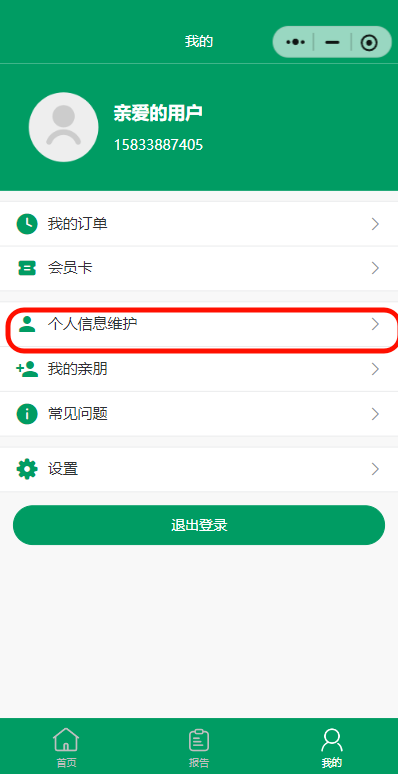 我的
亲爱的用户
15833887405
我的订单
会员卡
个人信息维护
我的亲朋
常见问题
设置
退出登录
首页
报告
我的